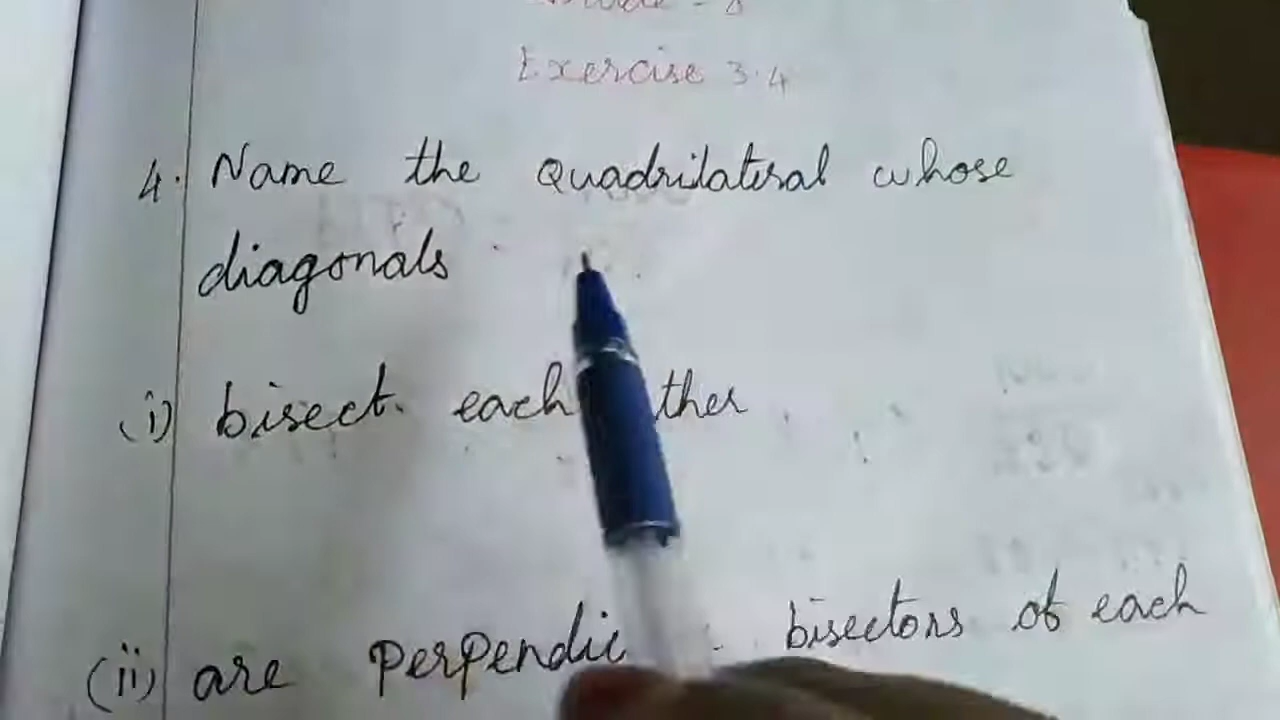 Exercise 3.4
4. Name the quadrilateral whose
diagonals
(i) bisect each ther
(ii) are perpendic bisectors of each